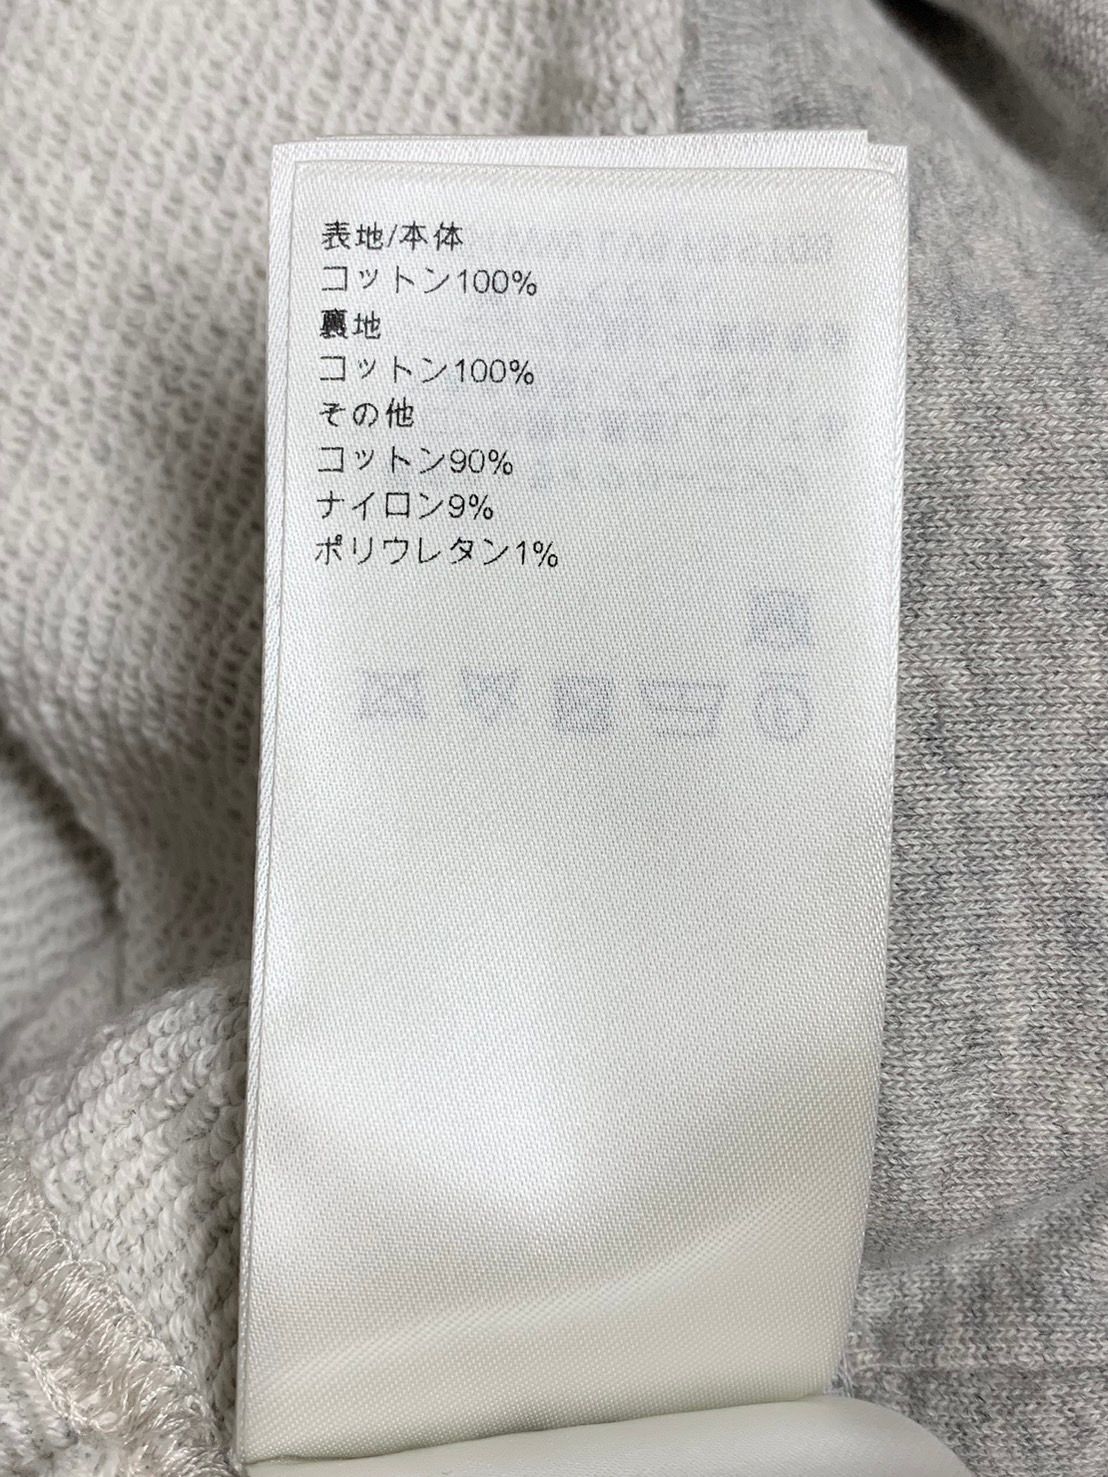 表地/本体
コットン100%
裏地
コットン100%
その他
コットン90%
ナイロン9%
ポリウレタン1%